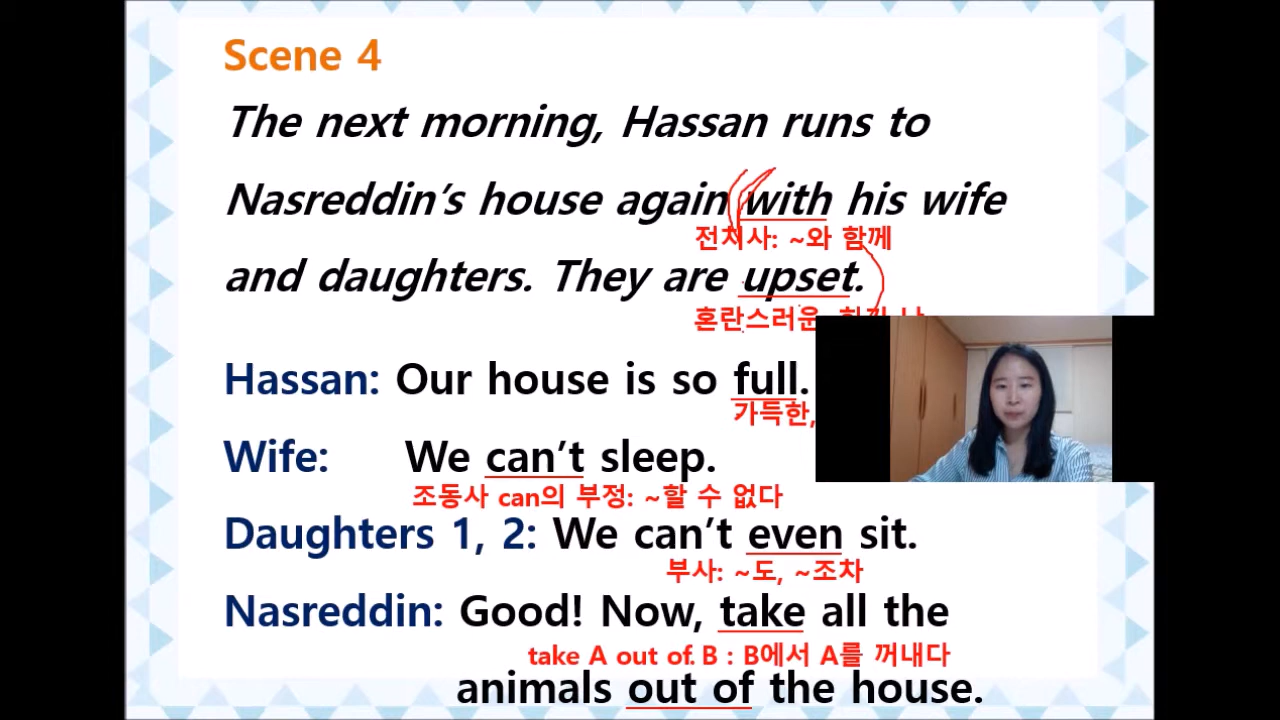 Scene 4
The next morning, Hassan runs to
Nasreddin's house again with his wife
전치사: ~와 함께
and daughters. They are upset.
혼란스러운
Hassan: Our house is so full.
가득한,
Wife: We can't sleep.
조동사 can의 부정: ~할 수 없다
Daughters 1, 2: We can't even sit.
부사: ~도, ~조차
Nasreddin: Good! Now, take all the
take A out of B : B에서 A를 꺼내다
animals out of the house.